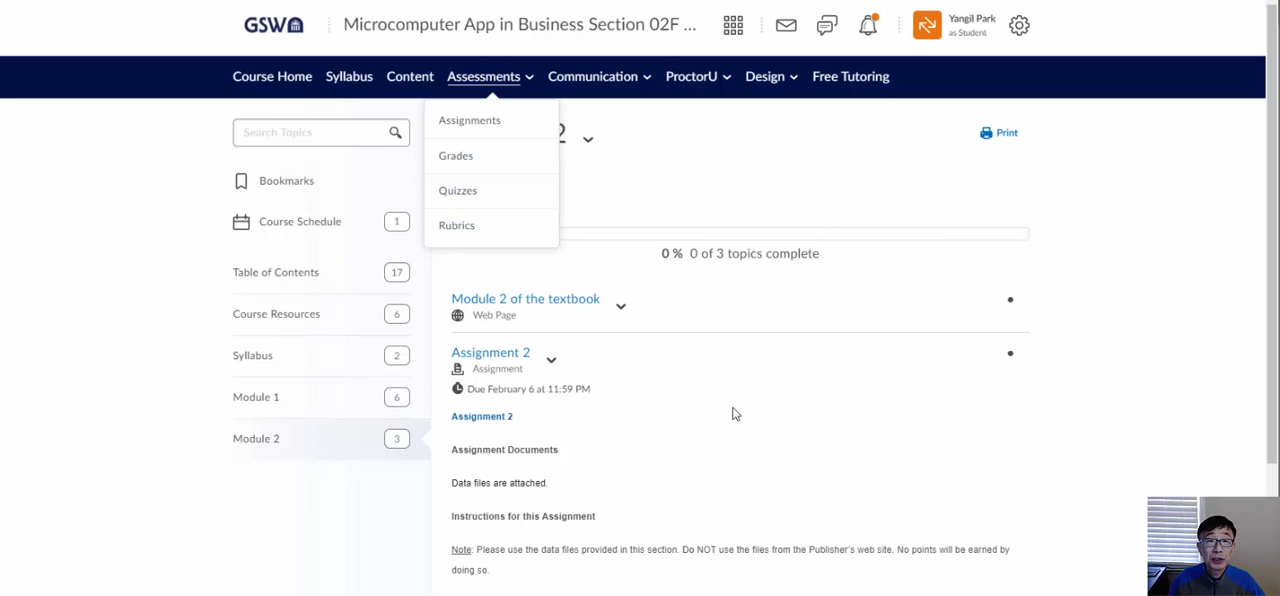 GSW
Microcomputer App in Business Section 02F ...
Yangil Park
as Student
Course Home Syllabus Content Assessments Communication ProctorU Design Free Tutoring
Search Topics
Bookmarks
Course Schedule 1
Table of Contents 17
Course Resources 6
Syllabus 2
Module 1 6
Module 2 3
Assignments
Grades
Quizzes
Rubrics
2
Print
0 % 0 of 3 topics complete
Module 2 of the textbook
Web Page
Assignment 2
Assignment
Due February 6 at 11:59 PM
Assignment 2
Assignment Documents
Data files are attached.
Instructions for this Assignment
Note: Please use the data files provided in this section. Do NOT use the files from the Publisher's web site. No points will be earned by
doing so.